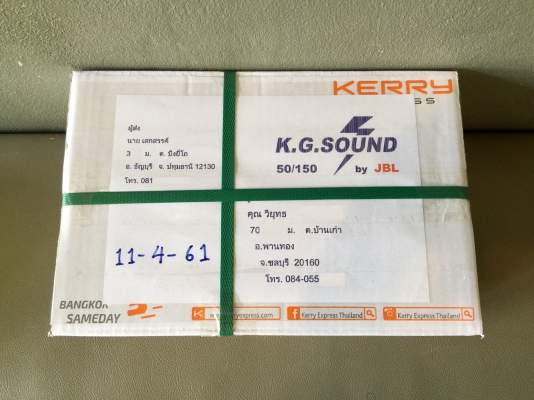 KERRY
ผู้ส่ง
นาย เสกสรรค์
3 ม. ต. บึงยี่โถ
อ. ธัญบุรี จ. ปทุมธานี 12130
โทร. 081
K.G.SOUND
50/150 by JBL
คุณ วิยุทธ
70 ม. ต.บ้านเก่า
อ.พานทอง
จ.ชลบุรี 20160
โทร. 084-055
11-4-61
BANGKOK
SAMEDAY
Kerry Express Thailand
Kerry Express Thailand